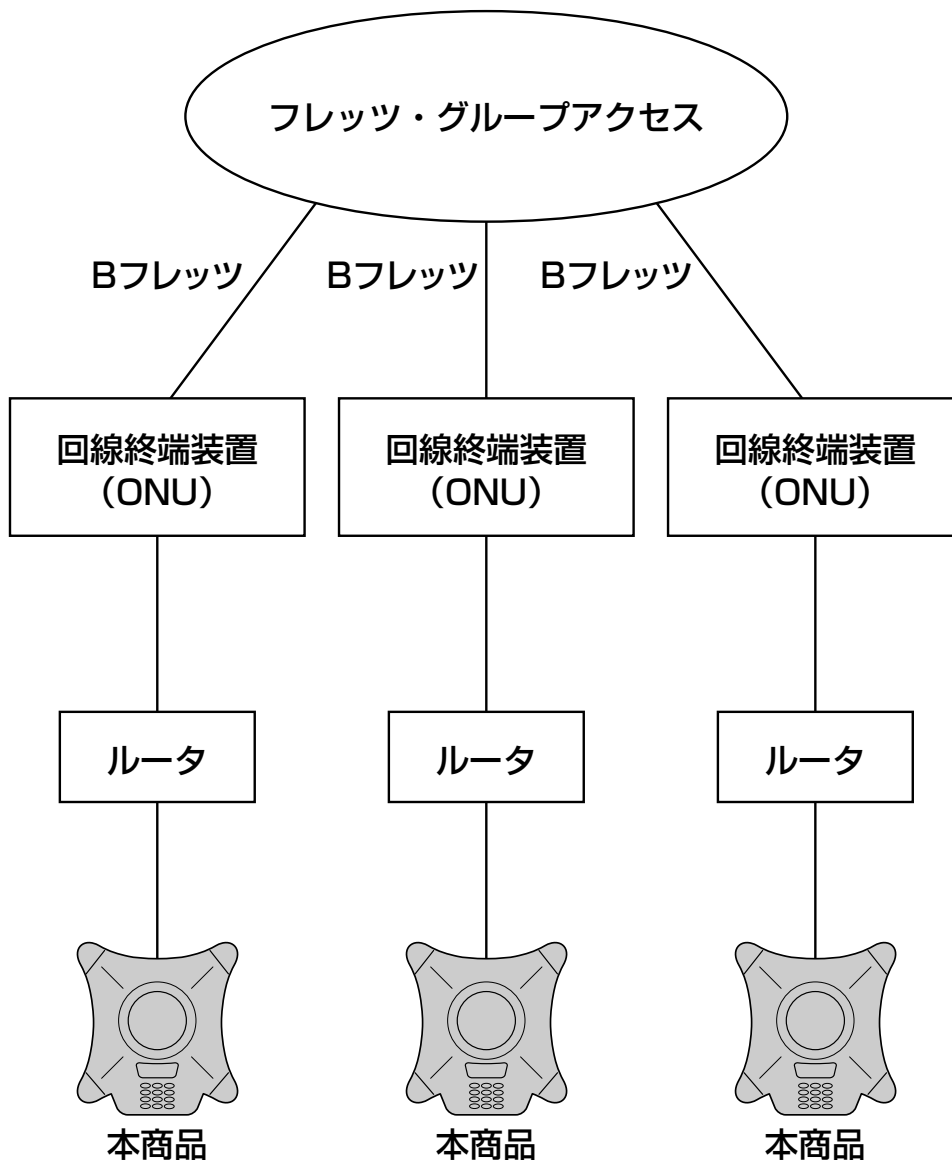 フレッツ・グループアクセス
Bフレッツ
Bフレッツ
Bフレッツ
回線終端装置
（ONU）
回線終端装置
（ONU）
回線終端装置
（ONU）
ルータ
ルータ
ルータ
本商品
本商品
本商品